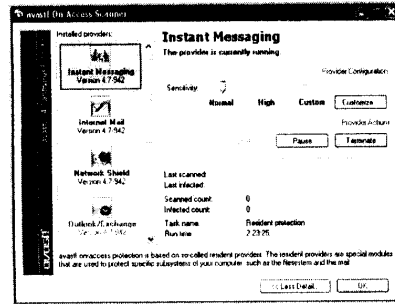 avast! On-Access Scanner
Installed providers:
Instant Messaging
Version 4.7-942
Internet Mail
Version 4.7-942
Network Shield
Version 4.7-942
Outlook/Exchange
Version 4.7-942
Instant Messaging
The provider is currently running.
Provider Configuration
Sensitivity
Normal High Custom Customize
Provider Actions
Pause Terminate
Last scanned:
Last infected:
Scanned count: 0
Infected count: 0
Task name: Resident protection
Run time: 2:23:25
avast! on-access protection is based on so-called resident providers. The resident providers are special modules
that are used to protect specific subsystems of your computer, such as the filesystem and the mail.
<< Less Detail. OK
avast!